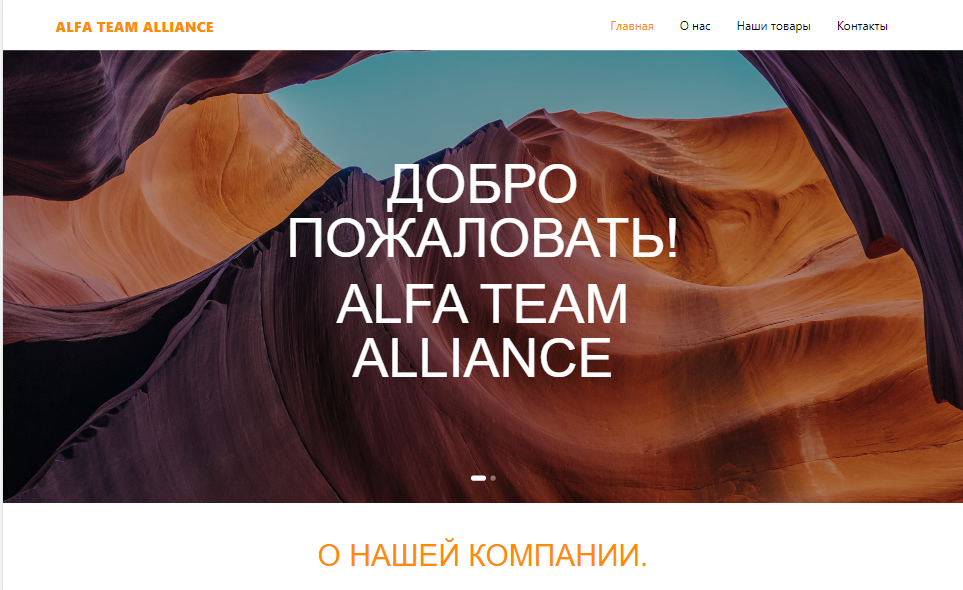 ALFA TEAM ALLIANCE
Главная О нас Наши товары Контакты
ДОБРО
ПОЖАЛОВАТЬ!
ALFA TEAM
ALLIANCE
О НАШЕЙ КОМПАНИИ.